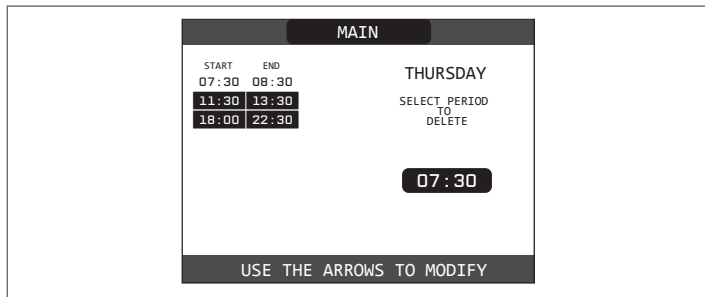 MAIN
START END
07:30 08:30
11:30 13:30
18:00 22:30
THURSDAY
SELECT PERIOD
TO
DELETE
07:30
USE THE ARROWS TO MODIFY